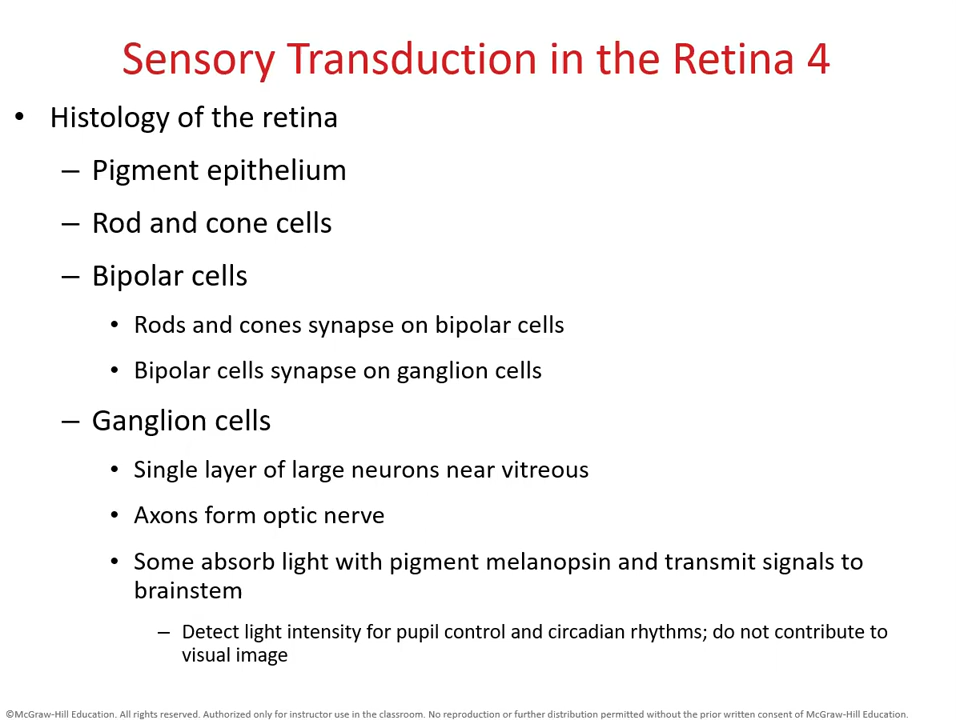 Sensory Transduction in the Retina 4
• Histology of the retina
– Pigment epithelium
– Rod and cone cells
– Bipolar cells
• Rods and cones synapse on bipolar cells
• Bipolar cells synapse on ganglion cells
– Ganglion cells
• Single layer of large neurons near vitreous
• Axons form optic nerve
• Some absorb light with pigment melanopsin and transmit signals to
brainstem
– Detect light intensity for pupil control and circadian rhythms; do not contribute to
visual image
©McGraw-Hill Education. All rights reserved. Authorized only for instructor use in the classroom. No reproduction or further distribution permitted without the prior written consent of McGraw-Hill Education.